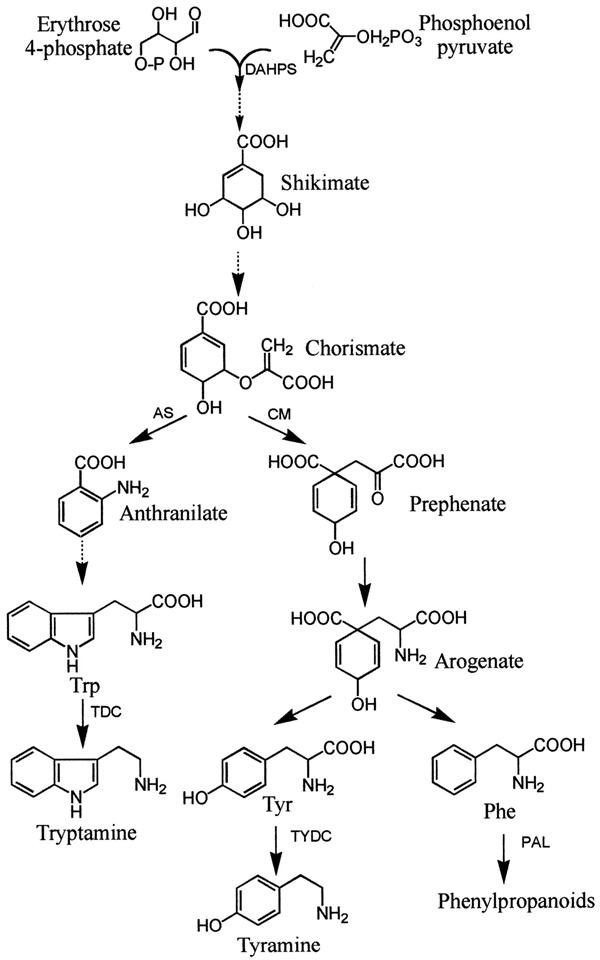 Erythrose
4-phosphate
OH
O
O-P
OH
HOOC
OH2PO3
H2C
Phosphoenol
pyruvate
DAHPS
COOH
HO
OH
OH
Shikimate
COOH
CH2
O
COOH
OH
Chorismate
AS
CM
COOH
NH2
Anthranilate
HOOC
COOH
O
OH
Prephenate
COOH
NH2
N
H
Trp
HOOC
COOH
NH2
OH
Arogenate
TDC
NH2
N
H
Tryptamine
COOH
NH2
HO
Tyr
COOH
NH2
Phe
TYDC
PAL
NH2
HO
Tyramine
Phenylpropanoids